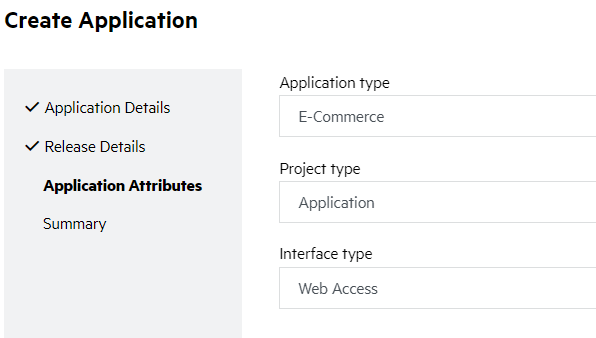 Create Application
Application Details
Release Details
Application Attributes
Summary
Application type
E-Commerce
Project type
Application
Interface type
Web Access